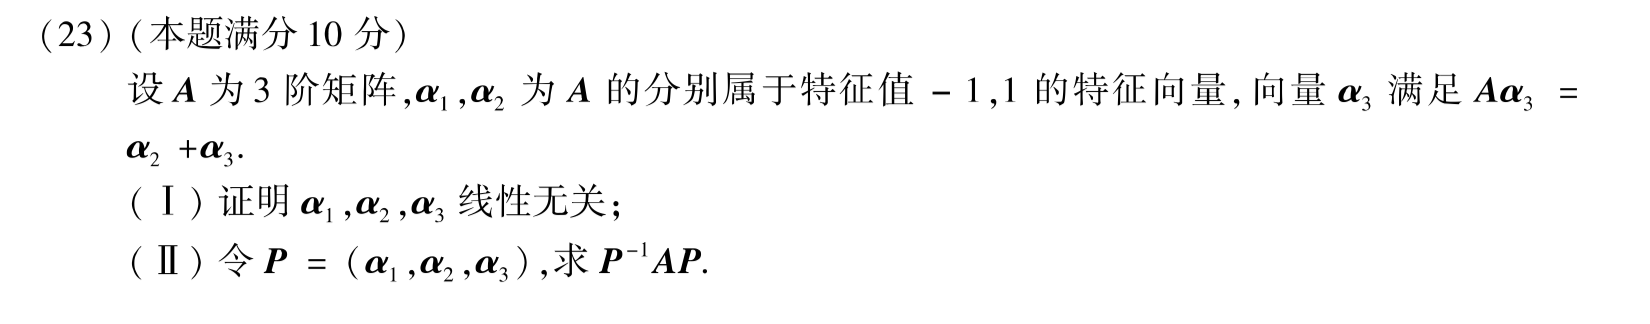 (23)(本题满分 10 分)
设 A 为 3 阶矩阵,α₁,α₂ 为 A 的分别属于特征值 - 1,1 的特征向量,向量 α₃ 满足 Aα₃ =
α₂ +α₃.
(Ⅰ) 证明 α₁,α₂,α₃ 线性无关;
(Ⅱ) 令 P = (α₁,α₂,α₃),求 P⁻¹AP.